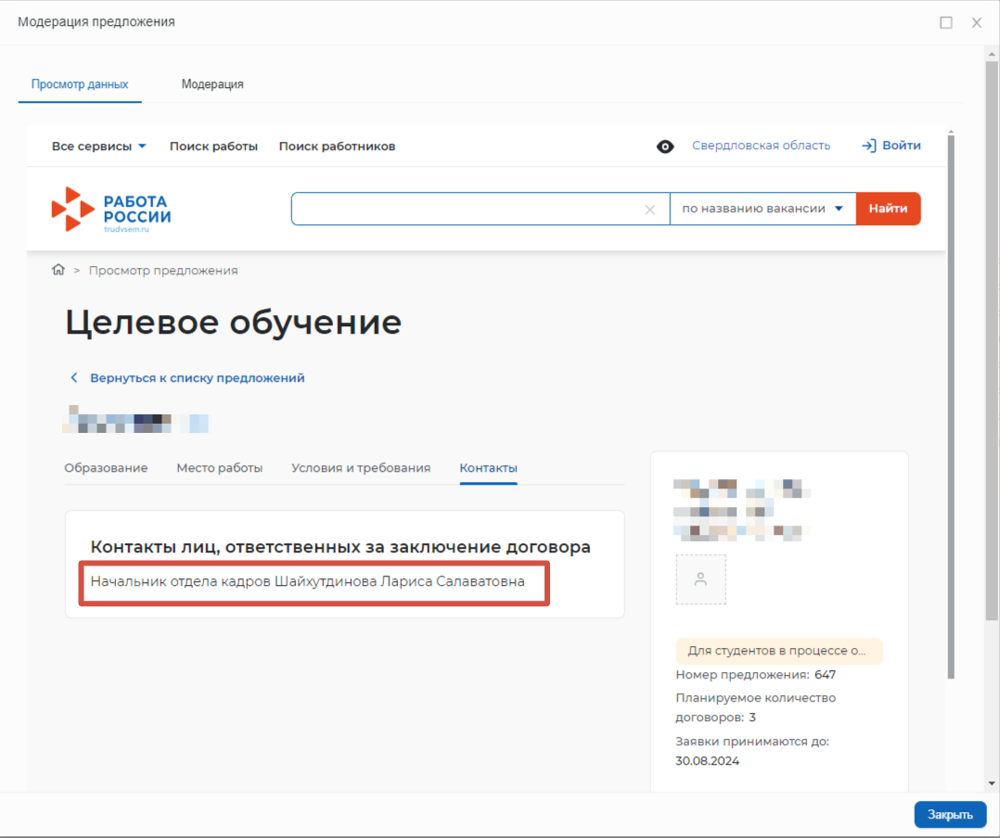 Модерация предложения
Просмотр данных
Модерация
Все сервисы
Поиск работы
Поиск работников
Свердловская область
Войти
РАБОТА
РОССИИ
trudvsem.ru
по названию вакансии
Найти
> Просмотр предложения
Целевое обучение
Вернуться к списку предложений
Образование
Место работы
Условия и требования
Контакты
Контакты лиц, ответственных за заключение договора
Начальник отдела кадров Шайхутдинова Лариса Салаватовна
Для студентов в процессе о...
Номер предложения: 647
Планируемое количество
договоров: 3
Заявки принимаются до:
30.08.2024
Закрыть